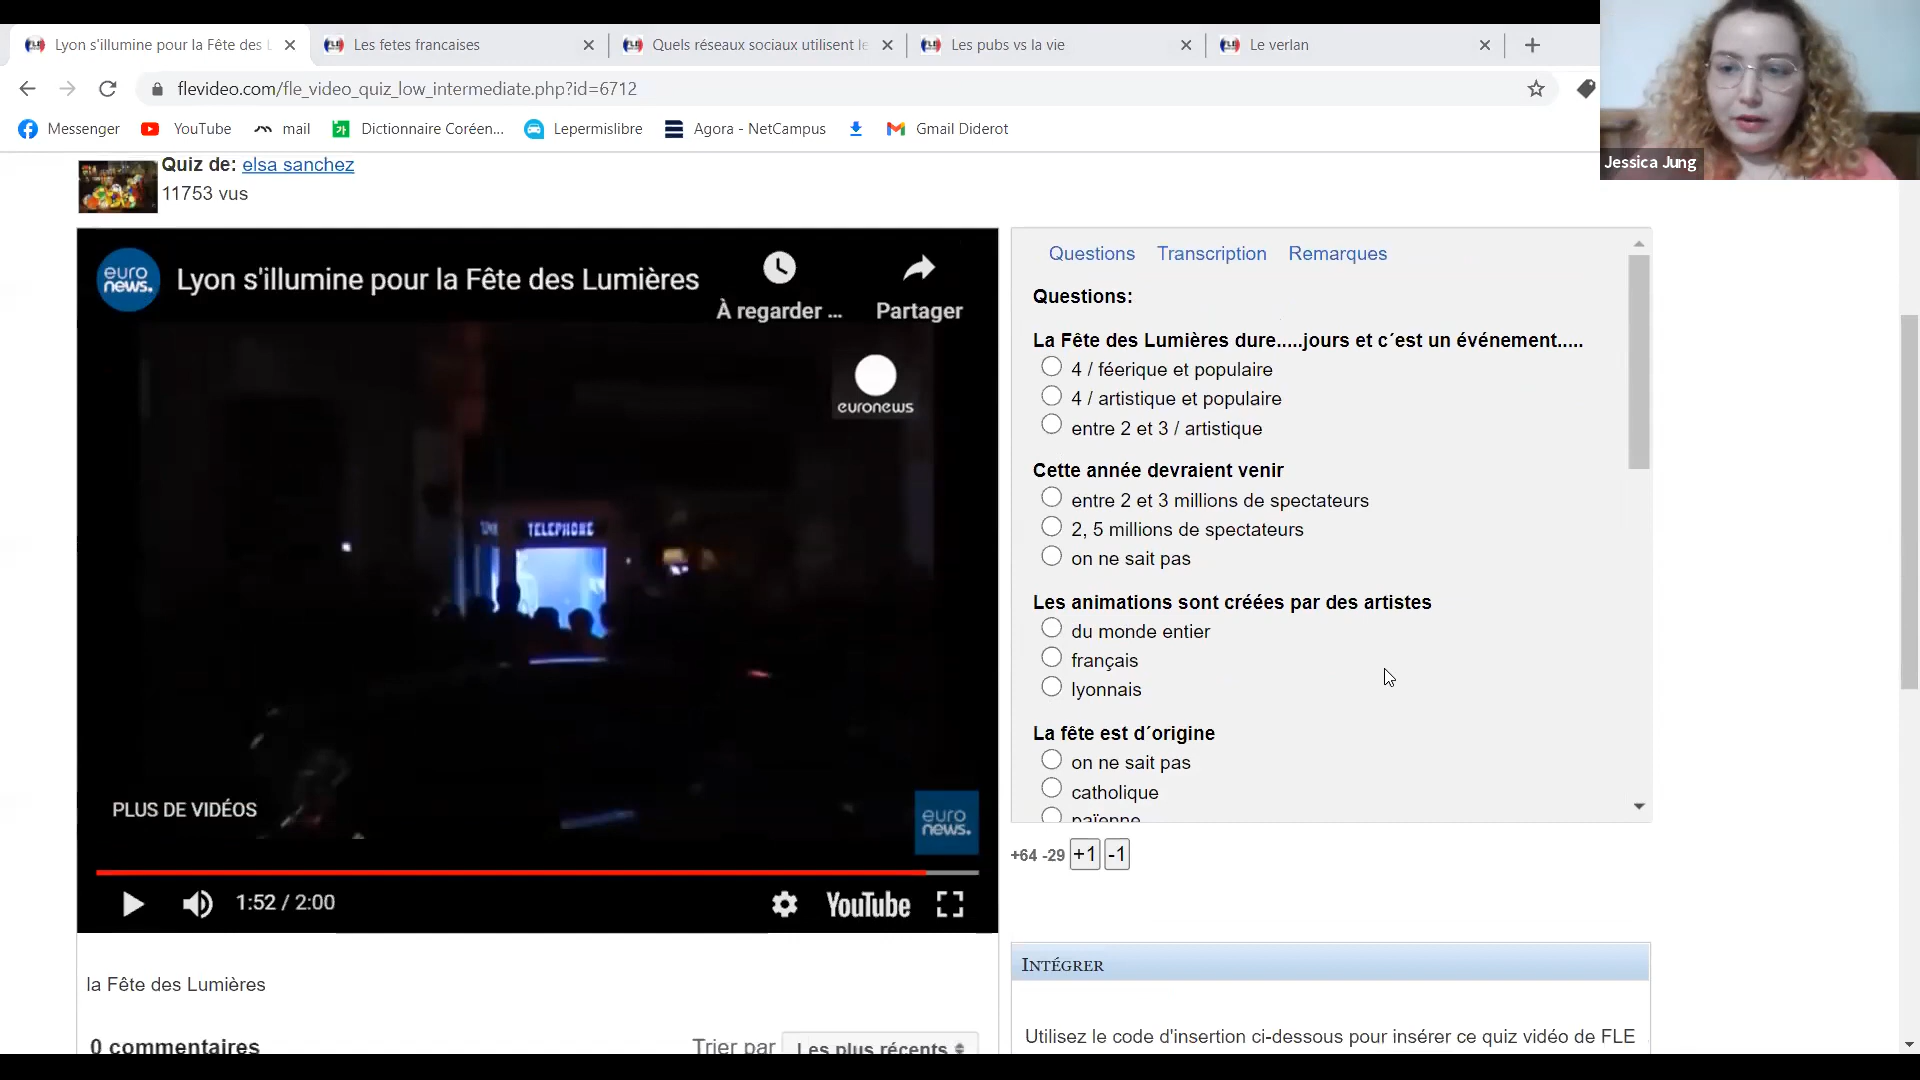 Lyon s'illumine pour la Fête des L
Les fetes francaises
Quels réseaux sociaux utilisent le
Les pubs vs la vie
Le verlan
flevideo.com/fle_video_quiz_low_intermediate.php?id=6712
Messenger
YouTube
mail
Dictionnaire Coréen...
Lepermislibre
Agora - NetCampus
Gmail Diderot
Jessica Jung
Quiz de: elsa sanchez
11753 vus
euro
news.
Lyon s'illumine pour la Fête des Lumières
À regarder ...
Partager
euronews
TELEPHONE
PLUS DE VIDÉOS
euro
news.
1:52 / 2:00
YouTube
la Fête des Lumières
0 commentaires
Trier par
Les plus récents
Questions Transcription Remarques
Questions:
La Fête des Lumières dure.....jours et c´est un événement.....
4 / féerique et populaire
4 / artistique et populaire
entre 2 et 3 / artistique
Cette année devraient venir
entre 2 et 3 millions de spectateurs
2, 5 millions de spectateurs
on ne sait pas
Les animations sont créées par des artistes
du monde entier
français
lyonnais
La fête est d´origine
on ne sait pas
catholique
païenne
+64 -29 +1 -1
INTÉGRER
Utilisez le code d'insertion ci-dessous pour insérer ce quiz vidéo de FLE